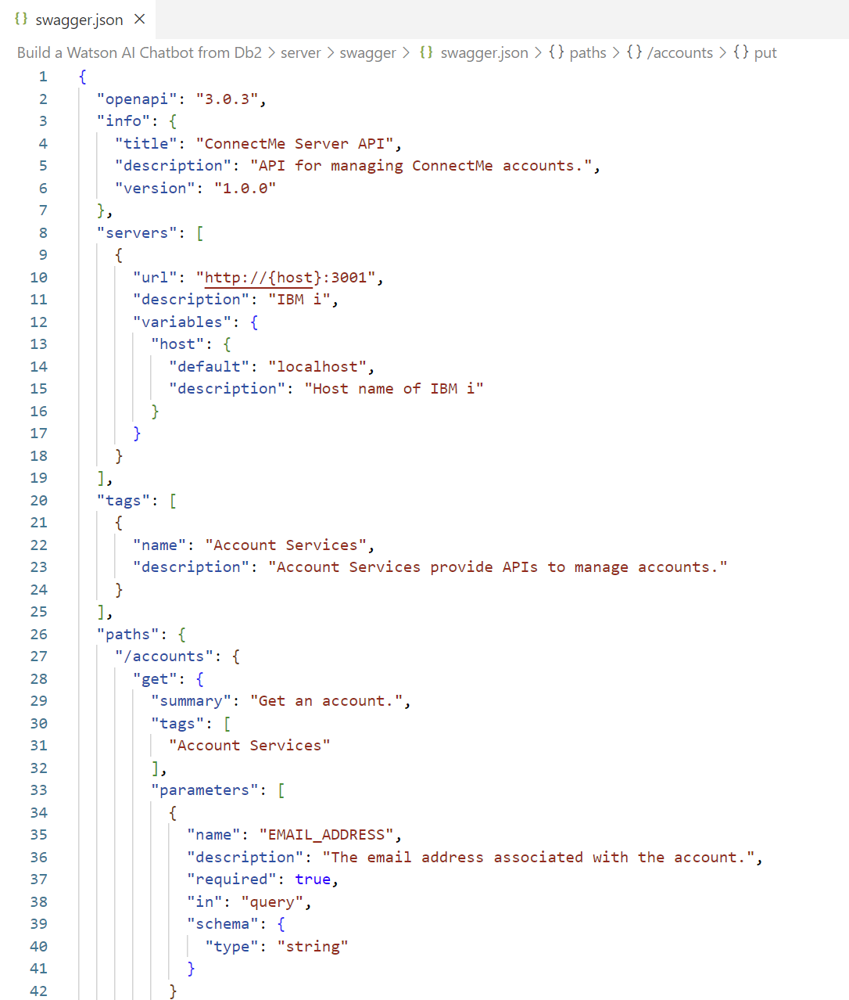 swagger.json
Build a Watson AI Chatbot from Db2 > server > swagger > {} swagger.json > {} paths > {} /accounts > {} put
1 {
2 "openapi": "3.0.3",
3 "info": {
4 "title": "ConnectMe Server API",
5 "description": "API for managing ConnectMe accounts.",
6 "version": "1.0.0"
7 },
8 "servers": [
9 {
10 "url": "http://{host}:3001",
11 "description": "IBM i",
12 "variables": {
13 "host": {
14 "default": "localhost",
15 "description": "Host name of IBM i"
16 }
17 }
18 }
19 ],
20 "tags": [
21 {
22 "name": "Account Services",
23 "description": "Account Services provide APIs to manage accounts."
24 }
25 ],
26 "paths": {
27 "/accounts": {
28 "get": {
29 "summary": "Get an account.",
30 "tags": [
31 "Account Services"
32 ],
33 "parameters": [
34 {
35 "name": "EMAIL_ADDRESS",
36 "description": "The email address associated with the account.",
37 "required": true,
38 "in": "query",
39 "schema": {
40 "type": "string"
41 }
42 }